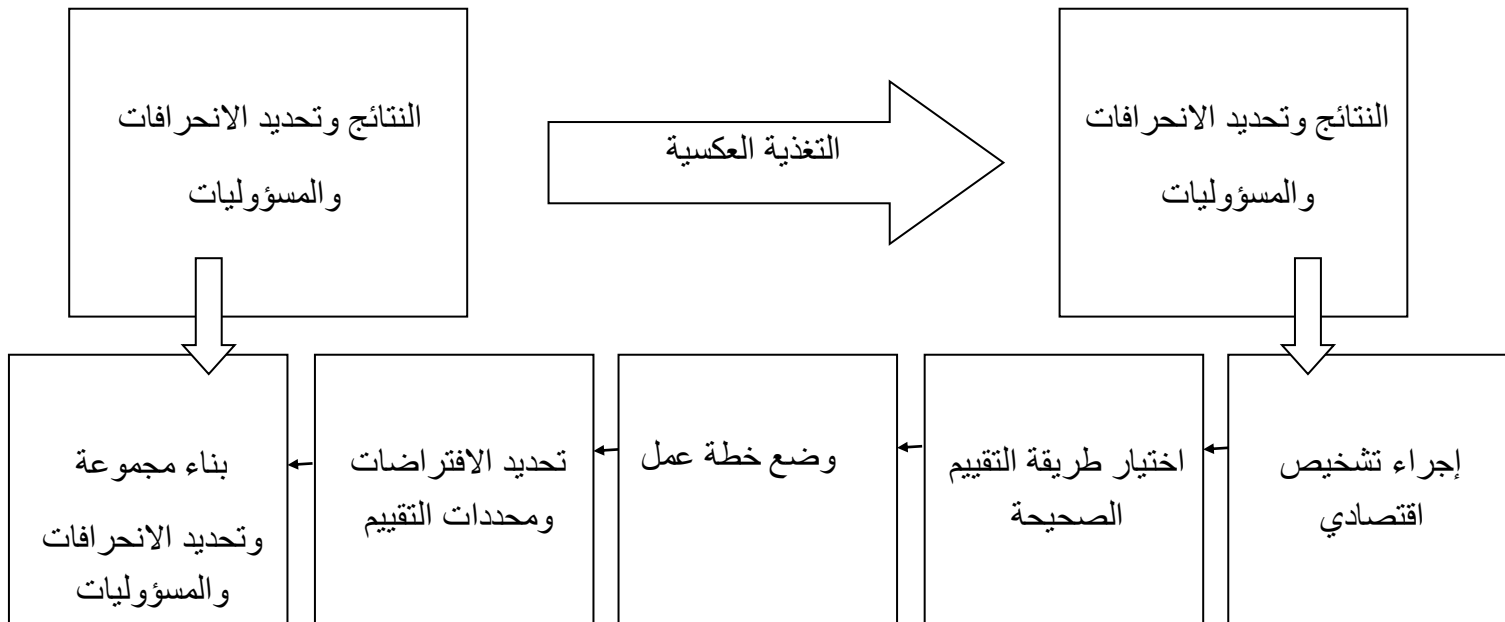 النتائج وتحديد الانحرافات
والمسؤوليات
التغذية العكسية
النتائج وتحديد الانحرافات
والمسؤوليات
إجراء تشخيص
اقتصادي
اختيار طريقة التقييم
الصحيحة
وضع خطة عمل
تحديد الافتراضات
ومحددات التقييم
بناء مجموعة
وتحديد الانحرافات
والمسؤوليات